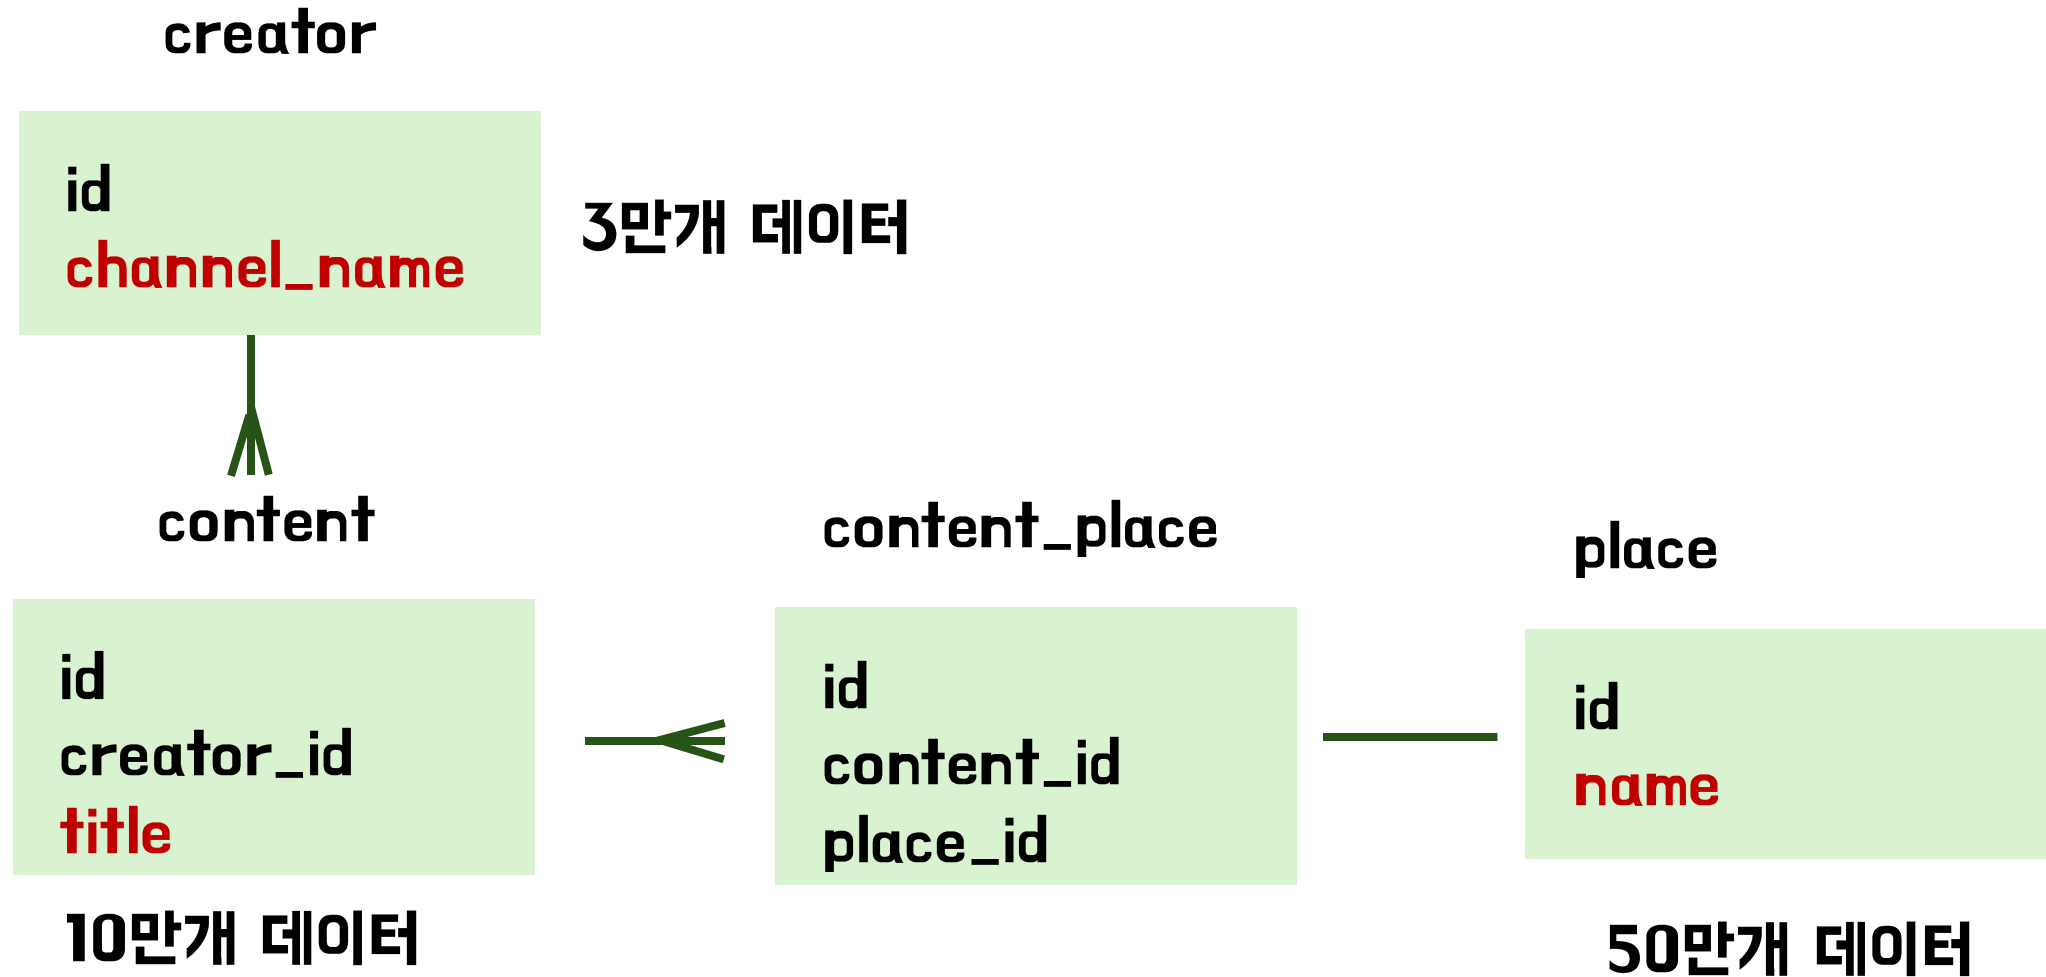 creator
id
channel_name
3만개 데이터
content
id
creator_id
title
10만개 데이터
content_place
id
content_id
place_id
place
id
name
50만개 데이터